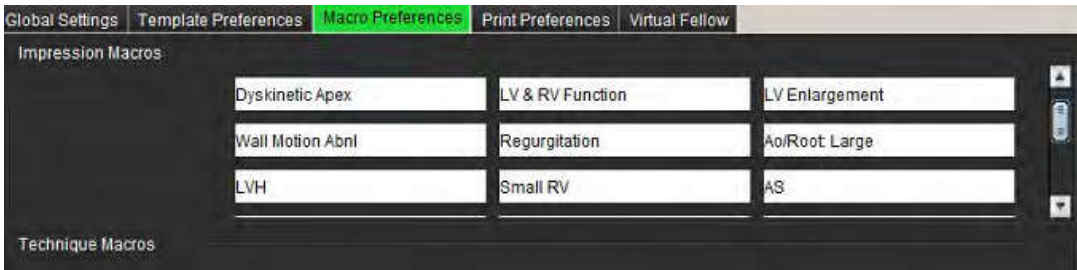 Global Settings Template Preferences Macro Preferences Print Preferences Virtual Fellow
Impression Macros
Dyskinetic Apex LV & RV Function LV Enlargement
Wall Motion Abnl Regurgitation Ao/Root: Large
LVH Small RV AS
Technique Macros